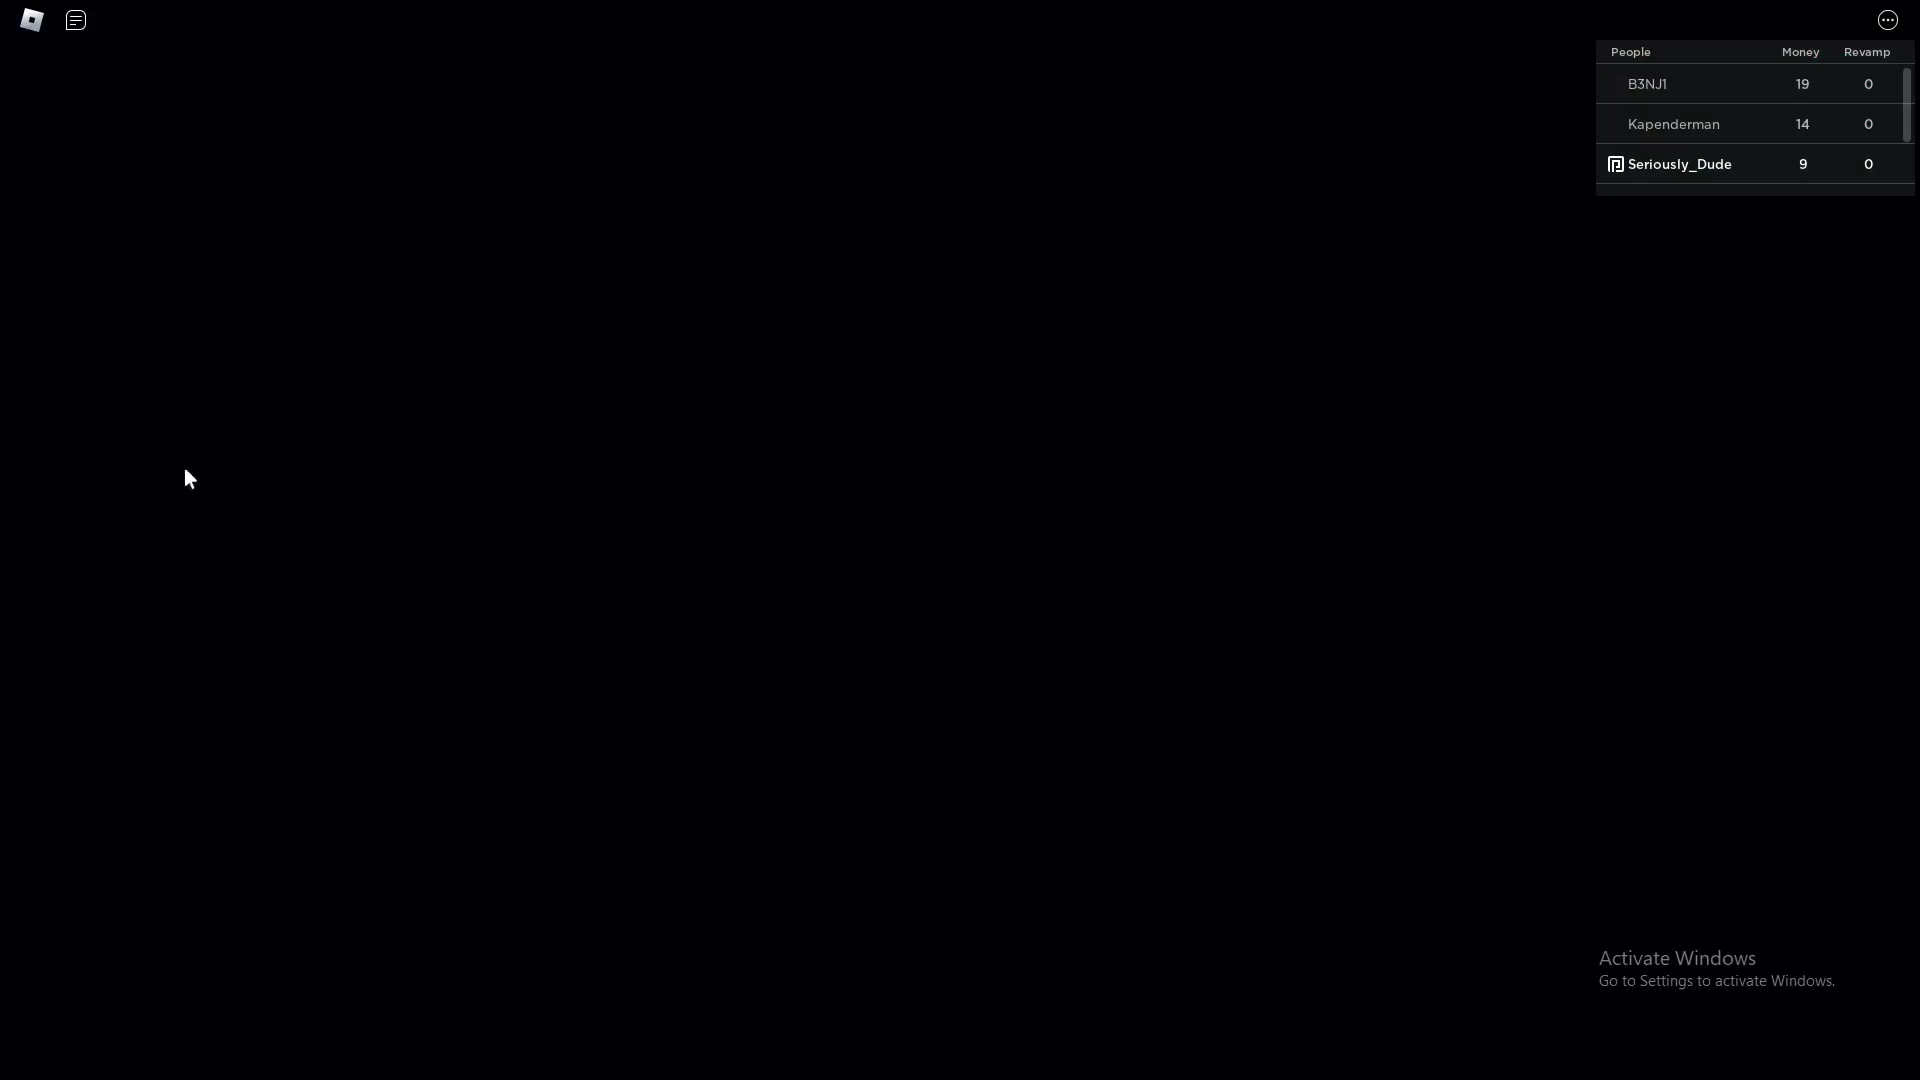 People Money Revamp
B3NJ1 19 0
Kapenderman 14 0
Seriously_Dude 9 0
Activate Windows
Go to Settings to activate Windows.